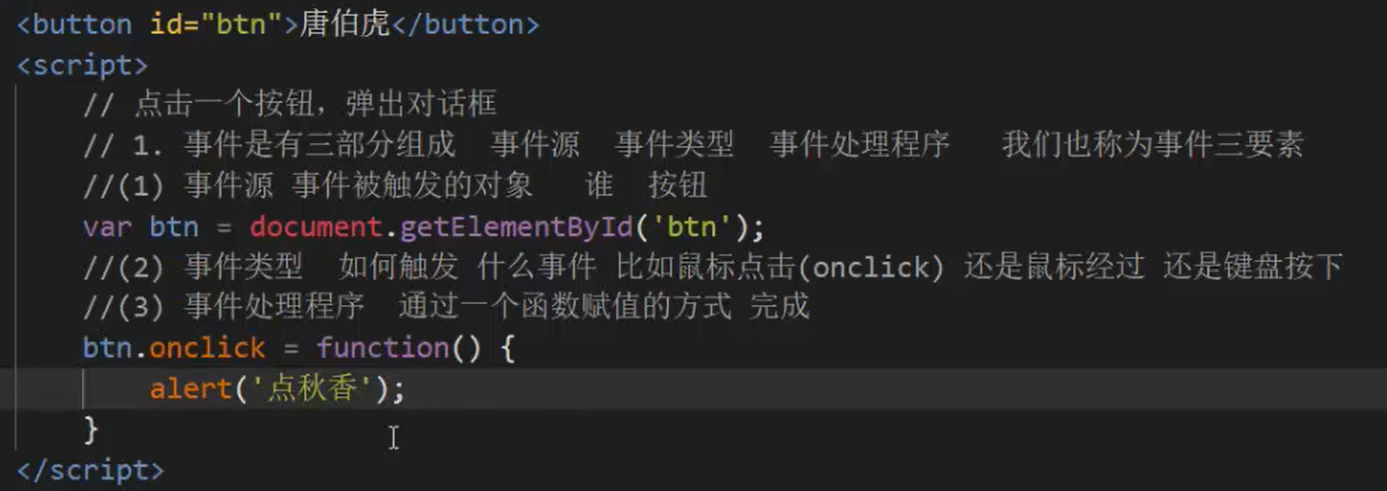 <button id="btn">唐伯虎</button>
<script>
// 点击一个按钮，弹出对话框
// 1. 事件是有三部分组成 事件源 事件类型 事件处理程序 我们也称为事件三要素
//(1) 事件源 事件被触发的对象 谁 按钮
var btn = document.getElementById('btn');
//(2) 事件类型 如何触发 什么事件 比如鼠标点击(onclick) 还是鼠标经过 还是键盘按下
//(3) 事件处理程序 通过一个函数赋值的方式 完成
btn.onclick = function() {
alert('点秋香');
}
</script>